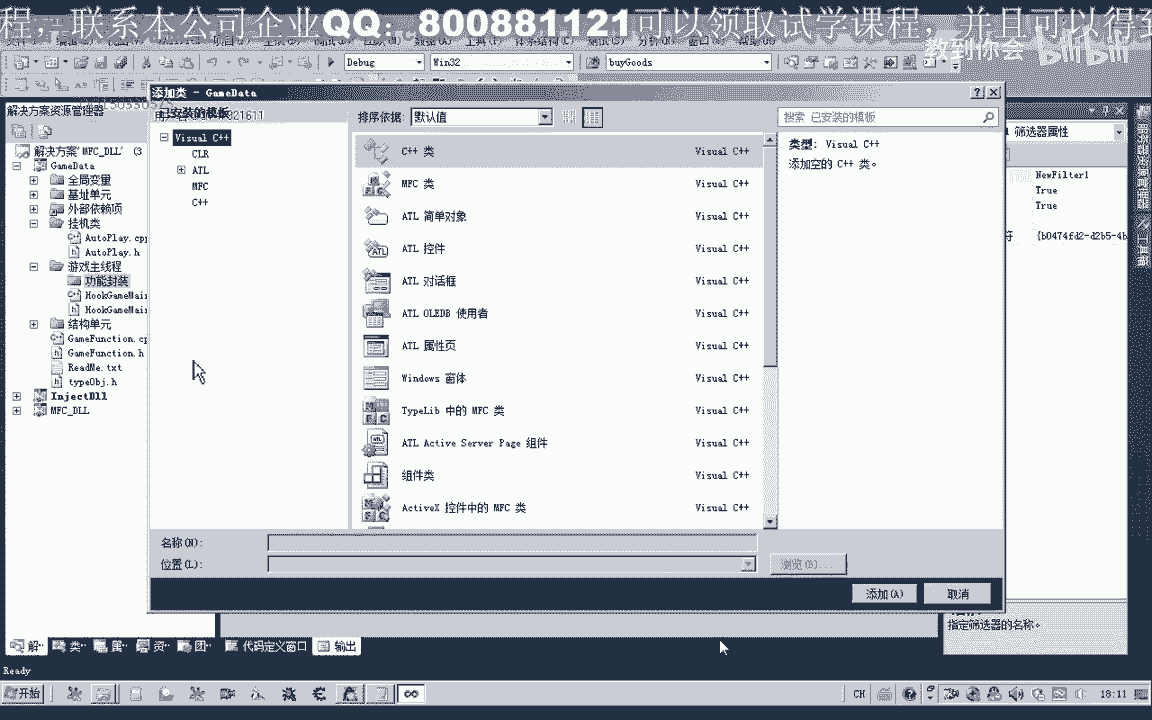 程，联系本公司企业QQ：800881121可以领取试学课程，并且可以得到
教到你会 bilibili
Debug Win32 buyGoods
添加类 - GameData
解决方案资源管理器
已安装的模板
排序依据: 默认值
搜索 已安装的模板
Visual C++
CLR
ATL
MFC
C++
C++ 类 Visual C++
MFC 类 Visual C++
ATL 简单对象 Visual C++
ATL 控件 Visual C++
ATL 对话框 Visual C++
ATL OLEDB 使用者 Visual C++
ATL 属性页 Visual C++
Windows 窗体 Visual C++
TypeLib 中的 MFC 类 Visual C++
ATL Active Server Page 组件 Visual C++
组件类 Visual C++
ActiveX 控件中的 MFC 类 Visual C++
类型: Visual C++
添加空的 C++ 类。
解决方案'MFC_DLL' (3
GameData
全局变量
基址单元
外部依赖项
挂机类
AutoPlay.cpp
AutoPlay.h
游戏主线程
功能封装
HookGameMain
HookGameMain
结构单元
GameFunction.cp
GameFunction.h
ReadMe.txt
typeObj.h
InjectDll
MFC_DLL
筛选器属性
NewFilter1
True
True
符 {b0474fd2-d2b5-4b
名称(N):
位置(L):
浏览(B)...
添加(A)
取消
指定筛选器的名称。
解 类 属 资 团 代码定义窗口 输出
Ready
开始
CH
18:11